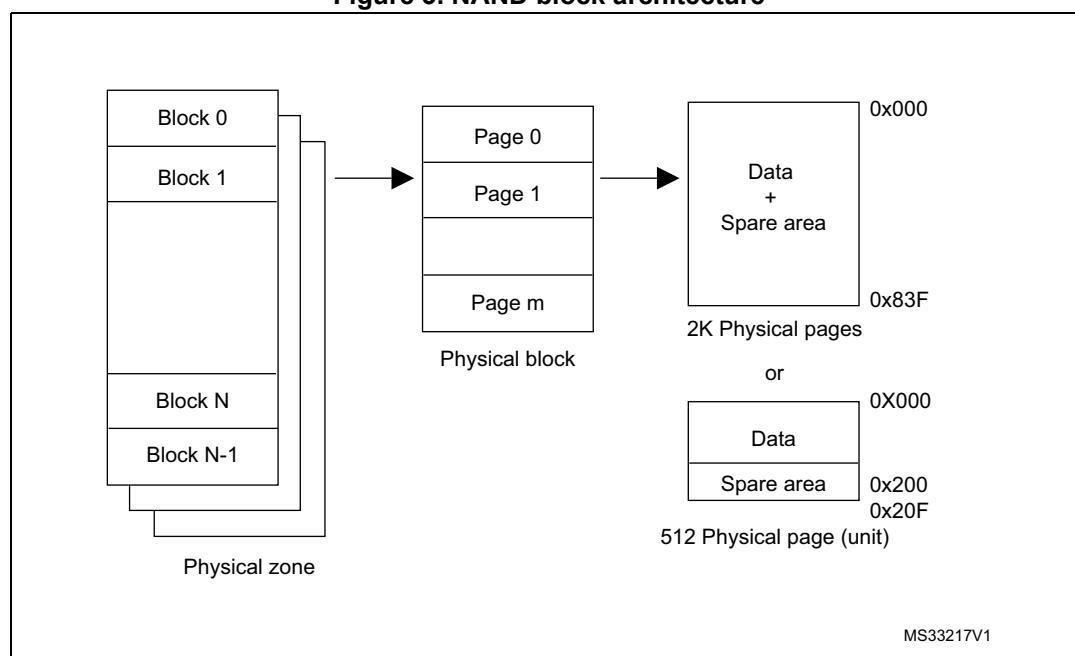 Figure 3. NAND block architecture
Block 0
Block 1
Block N
Block N-1
Physical zone
Page 0
Page 1
Page m
Physical block
Data
+
Spare area
0x000
0x83F
2K Physical pages
or
0X000
Data
Spare area
0x200
0x20F
512 Physical page (unit)
MS33217V1